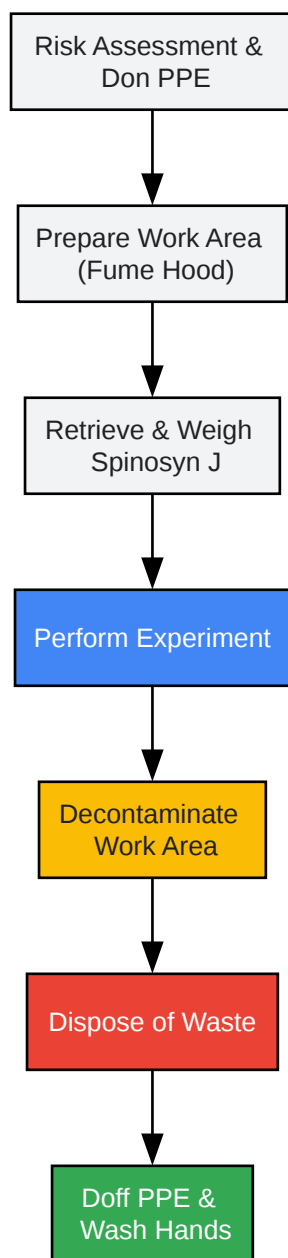 Risk Assessment &
Don PPE
Prepare Work Area
(Fume Hood)
Retrieve & Weigh
Spinosyn J
Perform Experiment
Decontaminate
Work Area
Dispose of Waste
Doff PPE &
Wash Hands